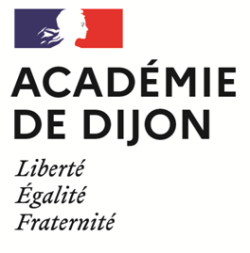 ACADÉMIE
DE DIJON
Liberté
Égalité
Fraternité